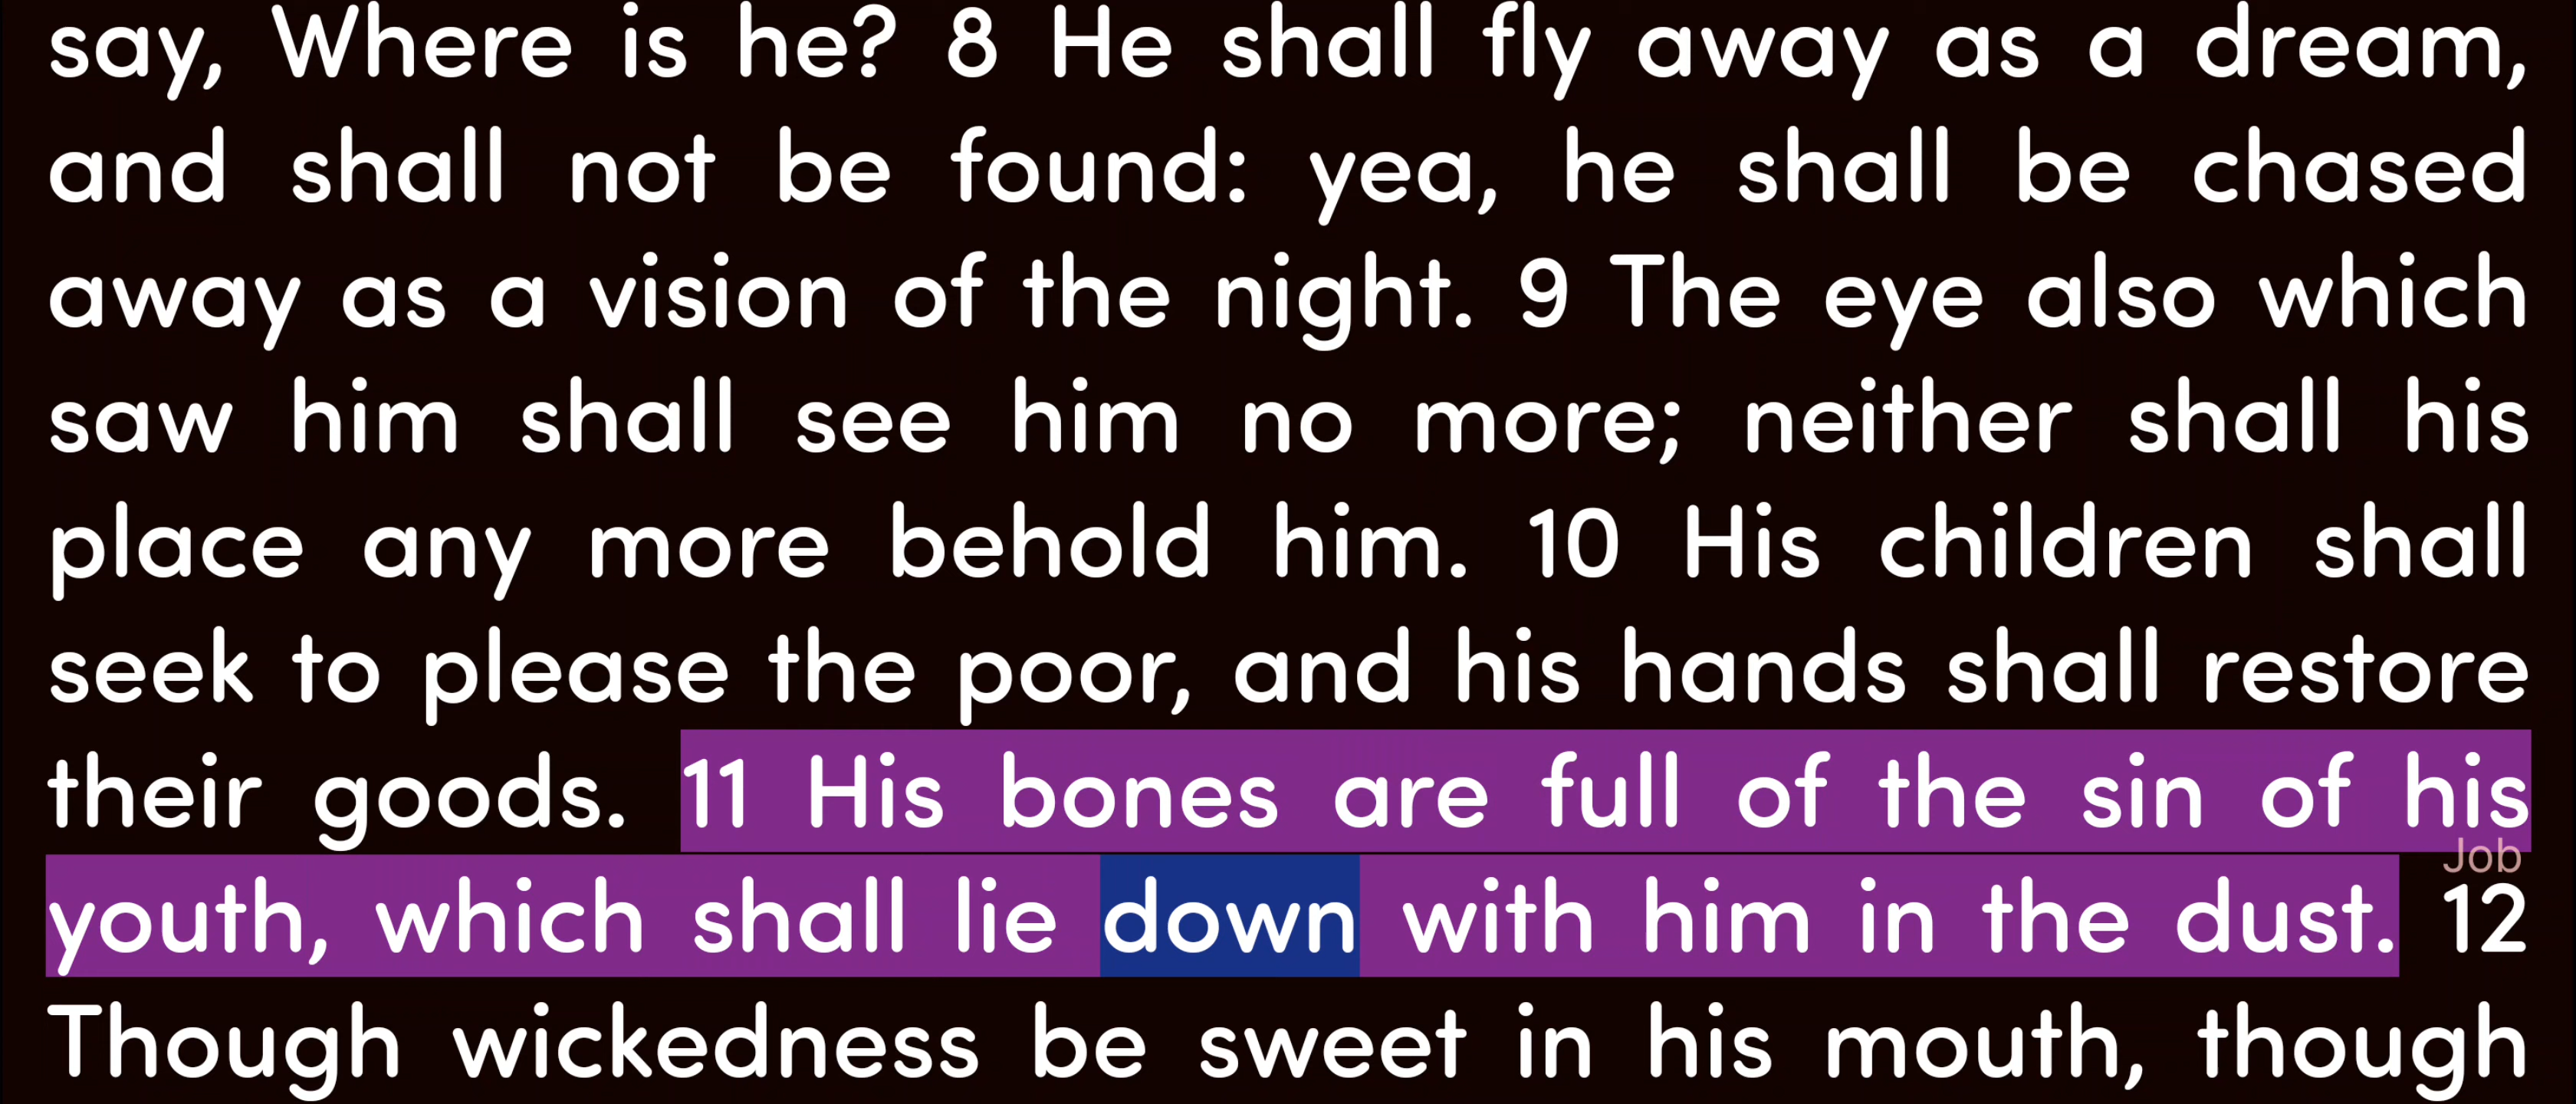 say, Where is he? 8 He shall fly away as a dream,
and shall not be found: yea, he shall be chased
away as a vision of the night. 9 The eye also which
saw him shall see him no more; neither shall his
place any more behold him. 10 His children shall
seek to please the poor, and his hands shall restore
their goods. 11 His bones are full of the sin of his
Job
youth, which shall lie down with him in the dust. 12
Though wickedness be sweet in his mouth, though